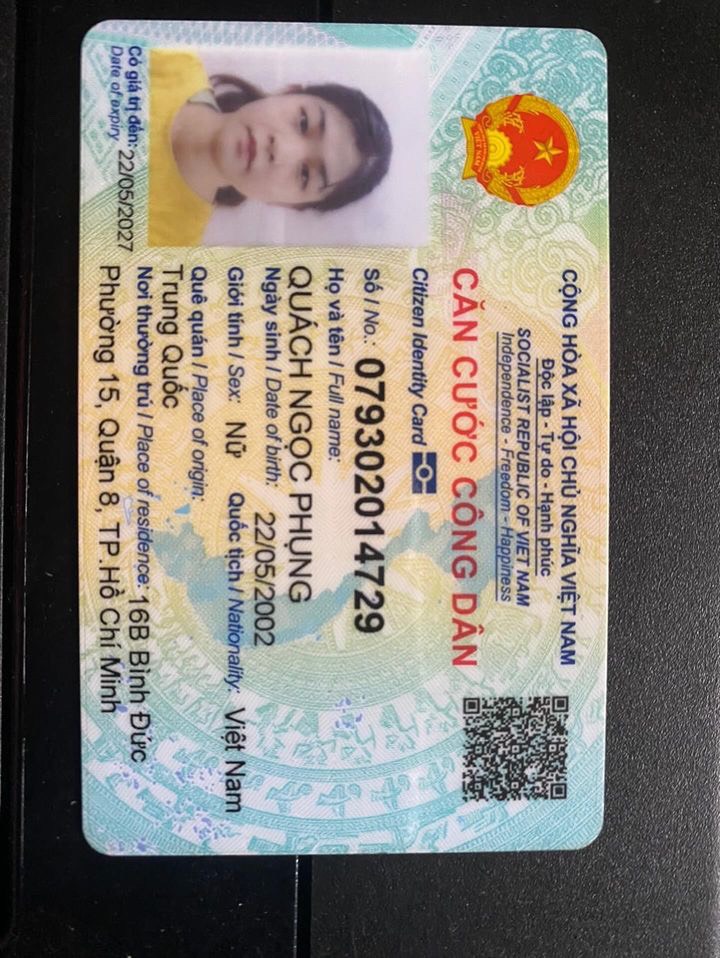 CỘNG HÒA XÃ HỘI CHỦ NGHĨA VIỆT NAM
Độc lập - Tự do - Hạnh phúc
SOCIALIST REPUBLIC OF VIET NAM
Independence - Freedom - Happiness
CĂN CƯỚC CÔNG DÂN
Citizen Identity Card
Số / No.: 079302014729
Họ và tên / Full name:
QUÁCH NGỌC PHỤNG
Ngày sinh / Date of birth: 22/05/2002
Giới tính / Sex: Nữ Quốc tịch / Nationality: Việt Nam
Quê quán / Place of origin:
Trung Quốc
Nơi thường trú / Place of residence: 16B Bình Đức
Phường 15, Quận 8, TP.Hồ Chí Minh
Có giá trị đến: 22/05/2027
Date of expiry
VIỆT NAM